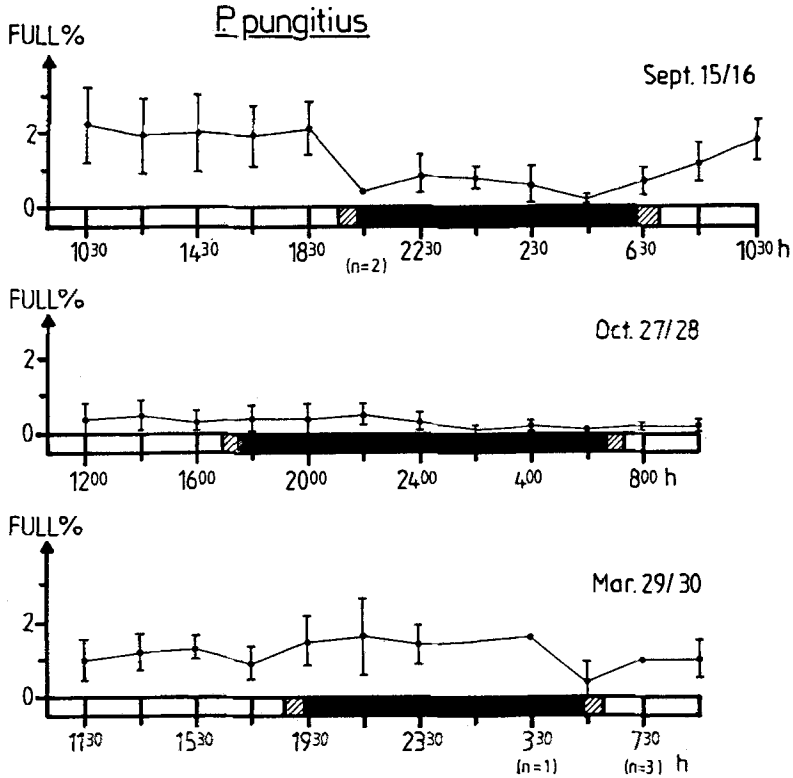 P. pungitius
FULL%
Sept. 15/16
2
0
10³⁰ 14³⁰ 18³⁰ 22³⁰ 2³⁰ 6³⁰ 10³⁰ h
(n=2)
FULL%
Oct. 27/28
2
0
12⁰⁰ 16⁰⁰ 20⁰⁰ 24⁰⁰ 4⁰⁰ 8⁰⁰ h
FULL%
Mar. 29/30
2
0
11³⁰ 15³⁰ 19³⁰ 23³⁰ 3³⁰ 7³⁰ h
(n=1) (n=3)